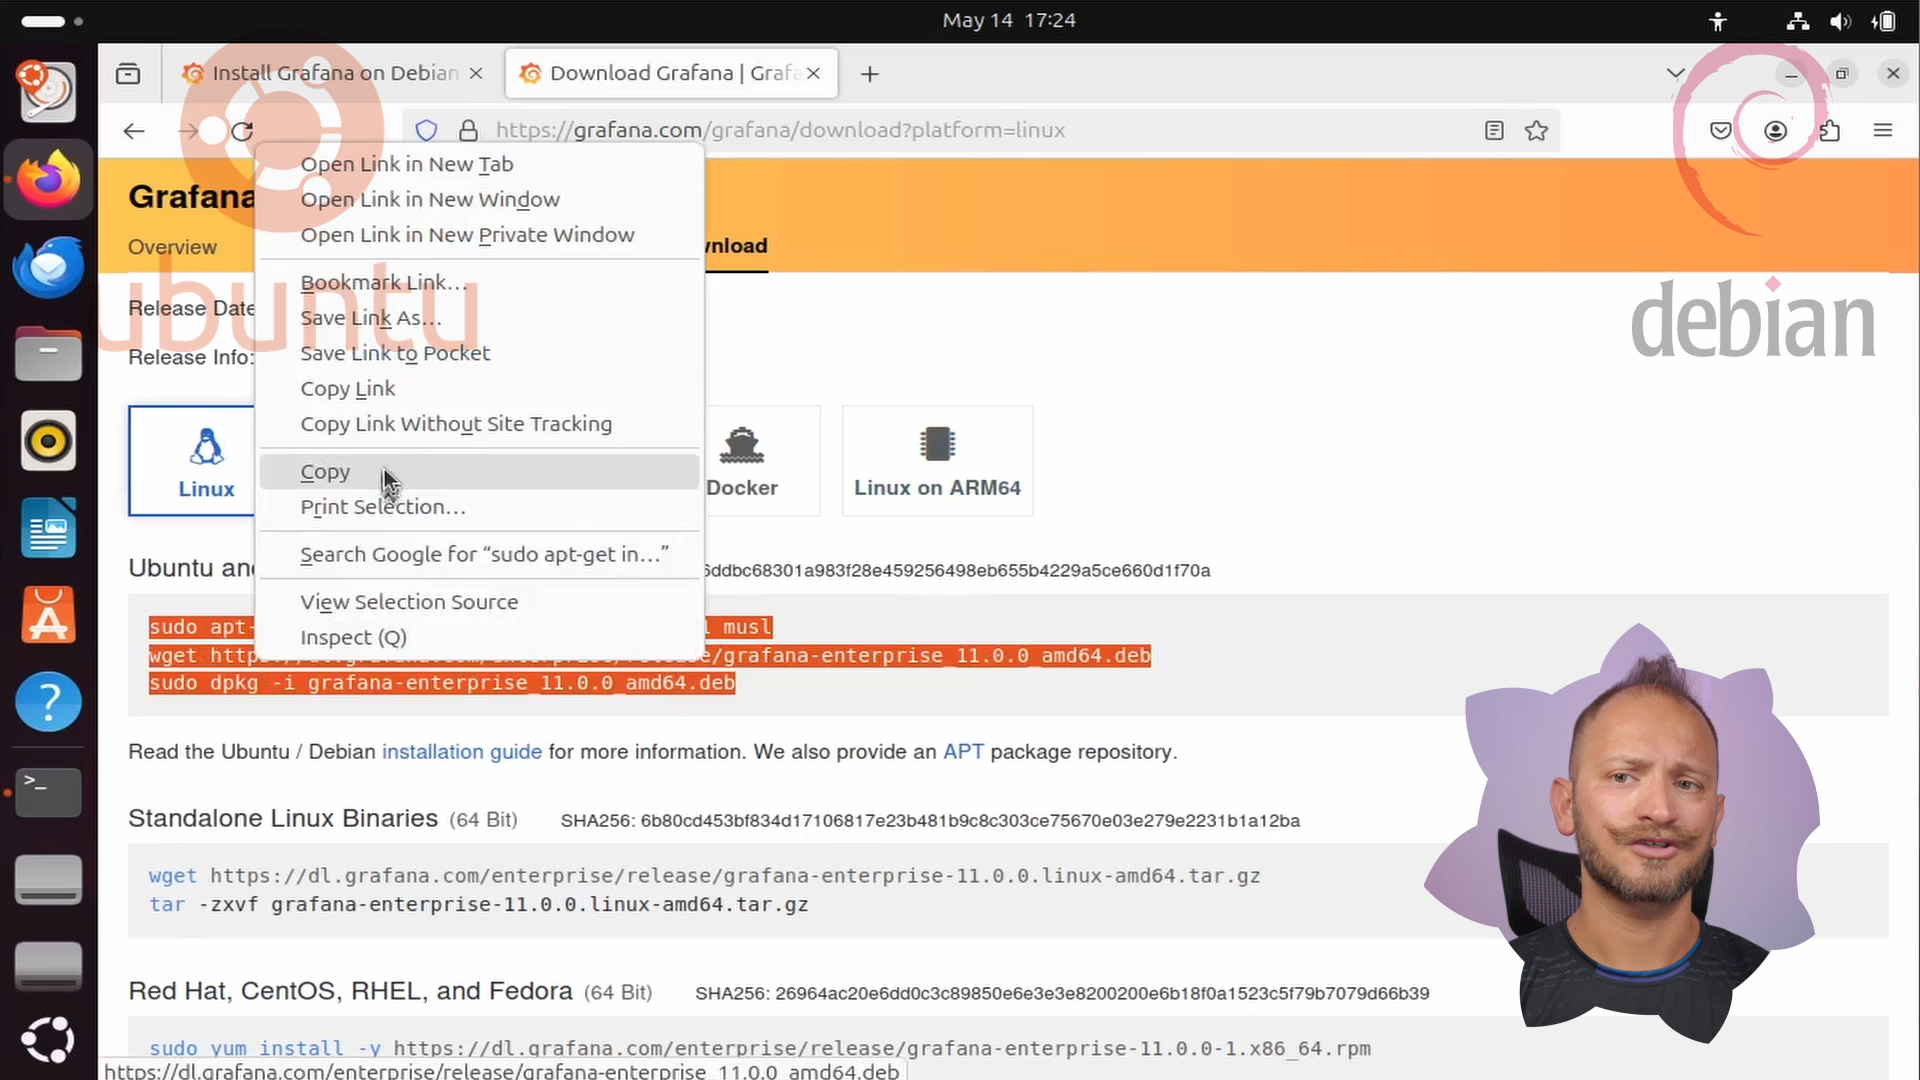 May 14 17:24
Install Grafana on Debian
Download Grafana | Grafa
https://grafana.com/grafana/download?platform=linux
Grafana
Overview
nload
Open Link in New Tab
Open Link in New Window
Open Link in New Private Window
Bookmark Link…
Save Link As…
Save Link to Pocket
Copy Link
Copy Link Without Site Tracking
Copy
Print Selection…
Search Google for “sudo apt-get in…”
View Selection Source
Inspect (Q)
ubuntu
debian
Release Date
Release Info:
Linux
Docker
Linux on ARM64
Ubuntu an
ddbc68301a983f28e459256498eb655b4229a5ce660d1f70a
sudo apt- musl
wget https://dl.grafana.com/enterprise/release/grafana-enterprise_11.0.0_amd64.deb
sudo dpkg -i grafana-enterprise_11.0.0_amd64.deb
Read the Ubuntu / Debian installation guide for more information. We also provide an APT package repository.
Standalone Linux Binaries (64 Bit) SHA256: 6b80cd453bf834d17106817e23b481b9c8c303ce75670e03e279e2231b1a12ba
wget https://dl.grafana.com/enterprise/release/grafana-enterprise-11.0.0.linux-amd64.tar.gz
tar -zxvf grafana-enterprise-11.0.0.linux-amd64.tar.gz
Red Hat, CentOS, RHEL, and Fedora (64 Bit) SHA256: 26964ac20e6dd0c3c89850e6e3e3e8200200e6b18f0a1523c5f79b7079d66b39
sudo yum install -y https://dl.grafana.com/enterprise/release/grafana-enterprise-11.0.0-1.x86_64.rpm
https://dl.grafana.com/enterprise/release/grafana-enterprise_11.0.0_amd64.deb